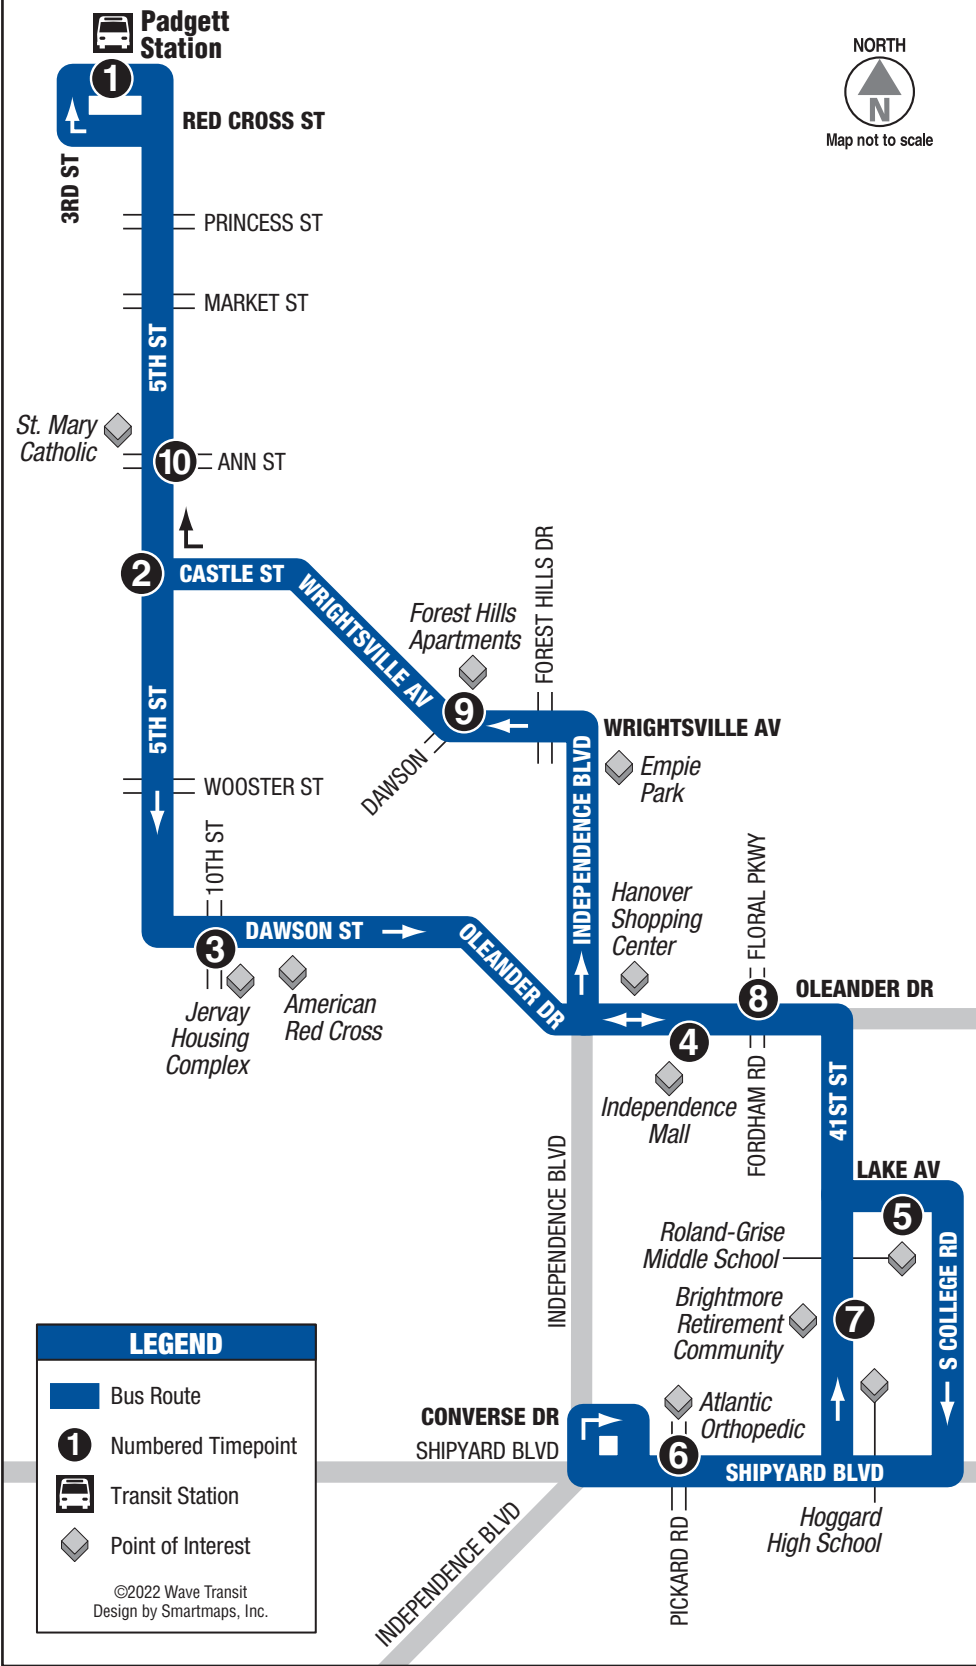 Padgett
Station
1
NORTH
N
Map not to scale
RED CROSS ST
3RD ST
PRINCESS ST
MARKET ST
5TH ST
St. Mary
Catholic
10
ANN ST
2
CASTLE ST
WRIGHTSVILLE AV
Forest Hills
Apartments
FOREST HILLS DR
9
WRIGHTSVILLE AV
DAWSON
5TH ST
INDEPENDENCE BLVD
Empie
Park
WOOSTER ST
10TH ST
FLORAL PKWY
Hanover
Shopping
Center
3
DAWSON ST
OLEANDER DR
8
OLEANDER DR
Jervay
Housing
Complex
American
Red Cross
4
Independence
Mall
FORDHAM RD
41ST ST
INDEPENDENCE BLVD
LAKE AV
5
Roland-Grise
Middle School
S COLLEGE RD
Brightmore
Retirement
Community
7
CONVERSE DR
SHIPYARD BLVD
Atlantic
Orthopedic
6
SHIPYARD BLVD
Hoggard
High School
PICKARD RD
INDEPENDENCE BLVD
LEGEND
Bus Route
1
Numbered Timepoint
Transit Station
Point of Interest
©2022 Wave Transit
Design by Smartmaps, Inc.